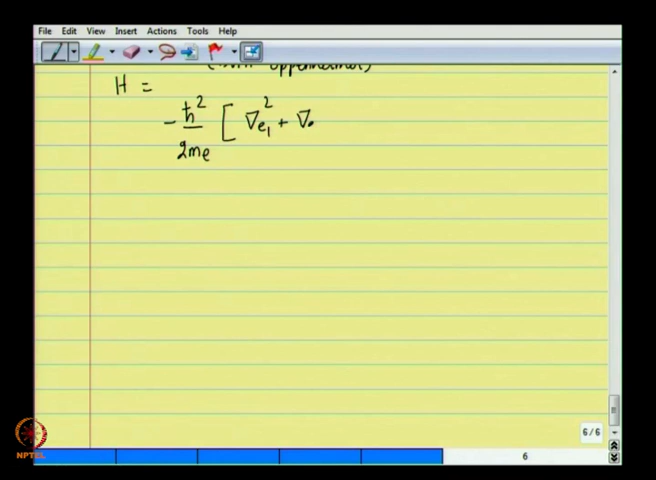 File Edit View Insert Actions Tools Help
H =
- ħ² / 2me [ ∇e₁² + ∇
6/6
NPTEL
6